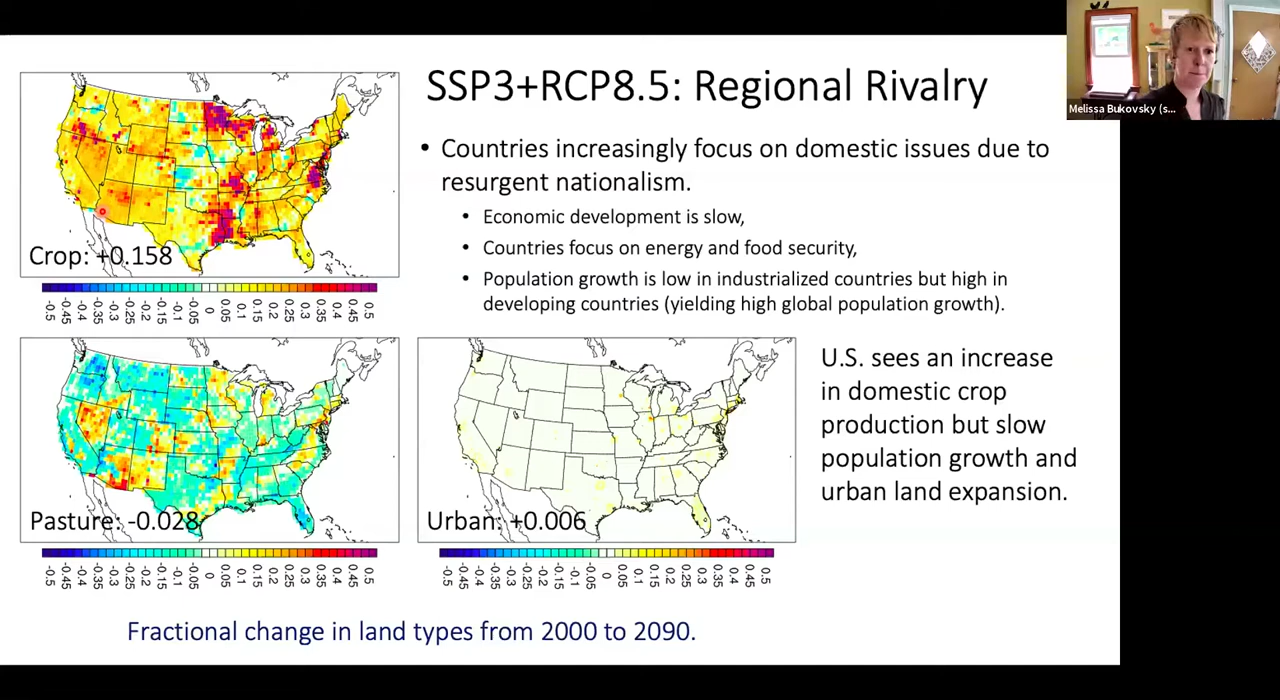 Melissa Bukovsky (s...
SSP3+RCP8.5: Regional Rivalry
• Countries increasingly focus on domestic issues due to
resurgent nationalism.
• Economic development is slow,
• Countries focus on energy and food security,
• Population growth is low in industrialized countries but high in
developing countries (yielding high global population growth).
Crop: +0.158
-0.5 -0.45 -0.4 -0.35 -0.3 -0.25 -0.2 -0.15 -0.1 -0.05 0 0.05 0.1 0.15 0.2 0.25 0.3 0.35 0.4 0.45 0.5
Pasture: -0.028
-0.5 -0.45 -0.4 -0.35 -0.3 -0.25 -0.2 -0.15 -0.1 -0.05 0 0.05 0.1 0.15 0.2 0.25 0.3 0.35 0.4 0.45 0.5
Urban: +0.006
-0.5 -0.45 -0.4 -0.35 -0.3 -0.25 -0.2 -0.15 -0.1 -0.05 0 0.05 0.1 0.15 0.2 0.25 0.3 0.35 0.4 0.45 0.5
U.S. sees an increase
in domestic crop
production but slow
population growth and
urban land expansion.
Fractional change in land types from 2000 to 2090.